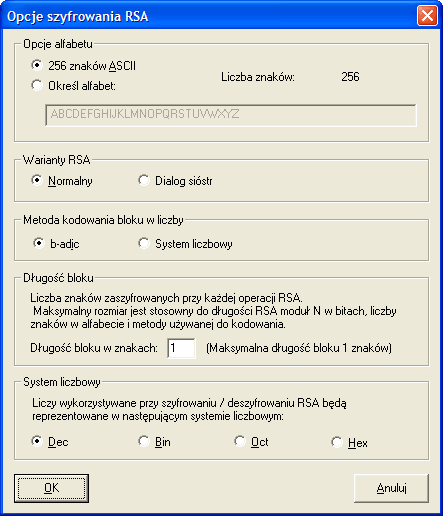 Opcje szyfrowania RSA
Opcje alfabetu
256 znaków ASCII
Liczba znaków: 256
Określ alfabet:
ABCDEFGHIJKLMNOPQRSTUVWXYZ
Warianty RSA
Normalny Dialog sióstr
Metoda kodowania bloku w liczby
b-adjc System liczbowy
Długość bloku
Liczba znaków zaszyfrowanych przy każdej operacji RSA.
Maksymalny rozmiar jest stosowny do długości RSA moduł N w bitach, liczby
znaków w alfabecie i metody używanej do kodowania.
Długość bloku w znakach: 1 (Maksymalna długość bloku 1 znaków)
System liczbowy
Liczy wykorzystywane przy szyfrowaniu / deszyfrowaniu RSA będą
reprezentowane w następującym systemie liczbowym:
Dec Bin Oct Hex
OK Anuluj